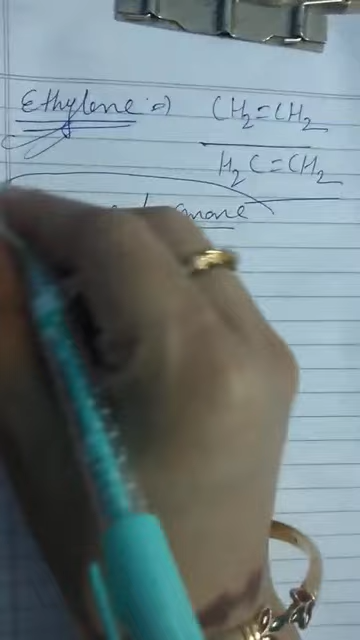 Ethylene ⇒ CH₂=CH₂
H₂C=CH₂